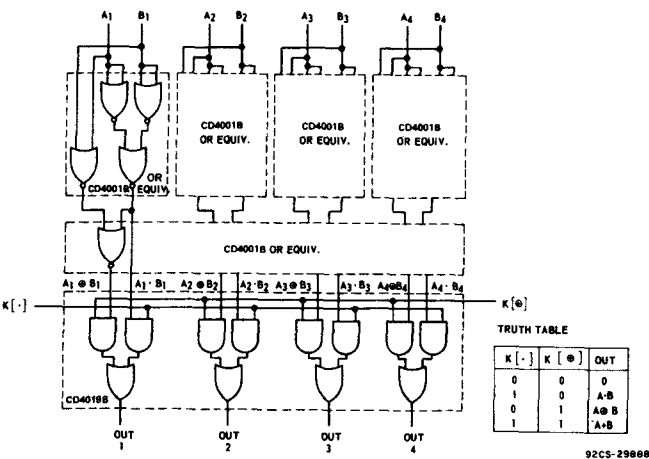 A1 B1 A2 B2 A3 B3 A4 B4
CD4001B
OR EQUIV.
CD4001B
OR EQUIV.
CD4001B
OR EQUIV.
CD4001B
OR
EQUIV.
CD4001B OR EQUIV.
A1 ⊕ B1 A1 · B1 A2 ⊕ B2 A2 · B2 A3 ⊕ B3 A3 · B3 A4 ⊕ B4 A4 · B4
K[·]
K[⊕]
CD4019B
OUT
1
OUT
2
OUT
3
OUT
4
TRUTH TABLE
K[·] K[⊕] OUT
0 0 0
1 0 A·B
0 1 A⊕B
1 1 A+B
92CS-29888